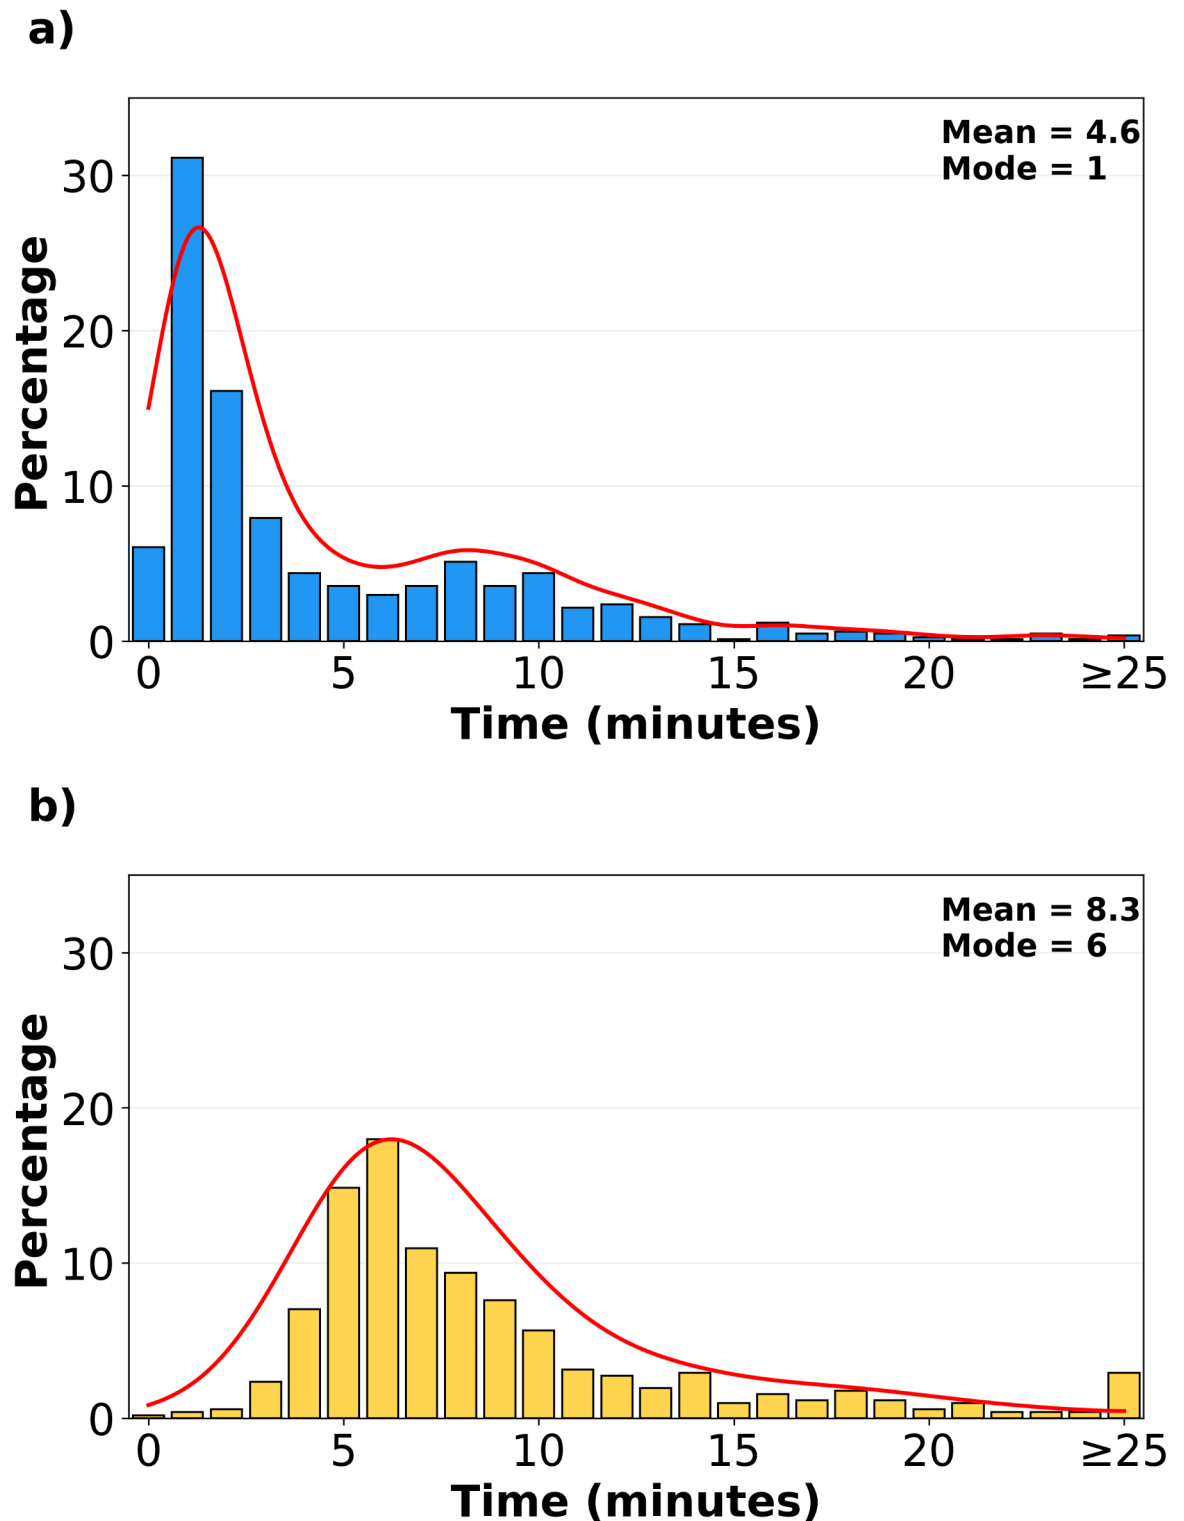 a)
Mean = 4.6
Mode = 1
Percentage
30
20
10
0
0 5 10 15 20 ≥25
Time (minutes)
b)
Mean = 8.3
Mode = 6
Percentage
30
20
10
0
0 5 10 15 20 ≥25
Time (minutes)